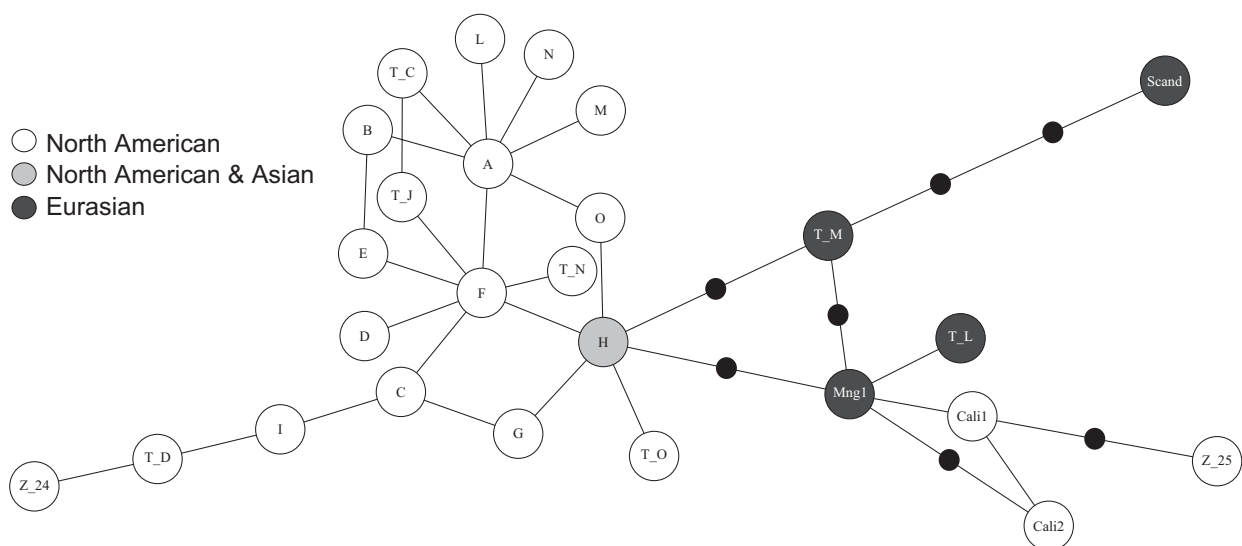 L
N
T_C
Scand
M
B
North American
A
North American & Asian
T_J
Eurasian
O
T_M
E
T_N
F
D
H
T_L
C
Mng1
Cali1
I
G
T_O
T_D
Z_24
Z_25
Cali2